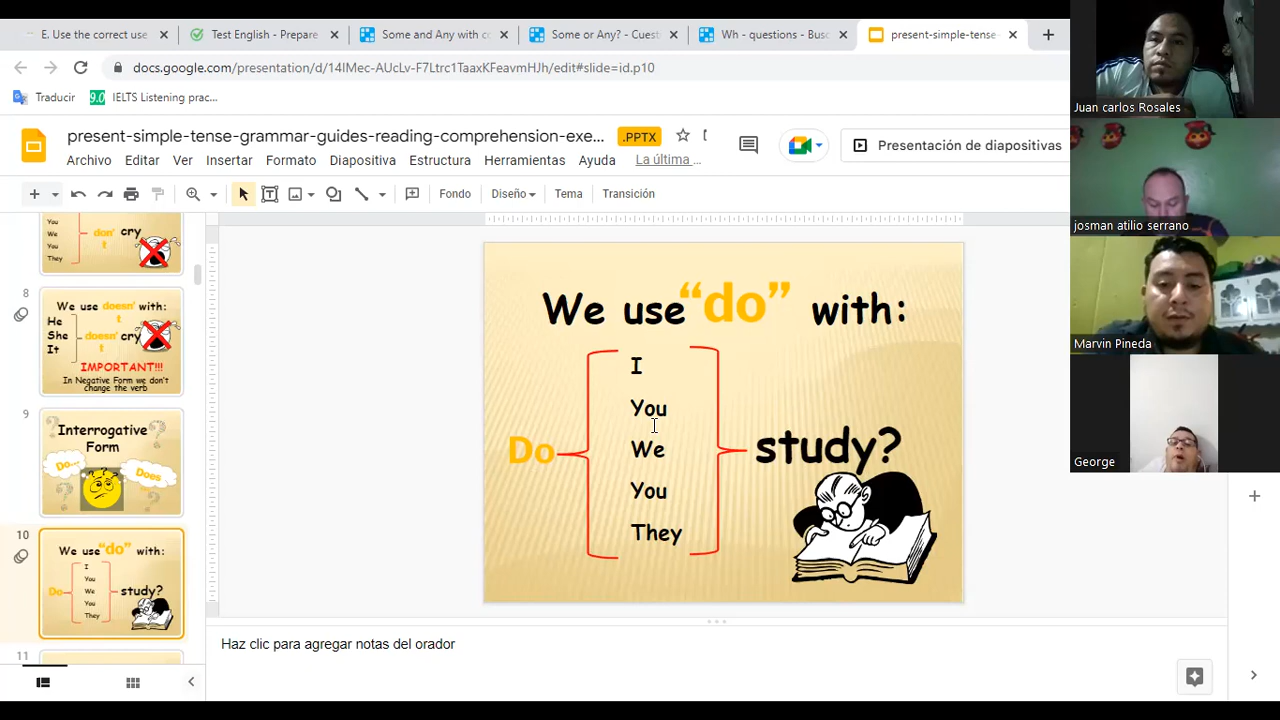 E. Use the correct use
Test English - Prepare
Some and Any with co
Some or Any? - Cuest
Wh - questions - Busc
present-simple-tense-
docs.google.com/presentation/d/14IMec-AUcLv-F7Ltrc1TaaxKFeavmHJh/edit#slide=id.p10
Traducir
9.0
IELTS Listening prac...
present-simple-tense-grammar-guides-reading-comprehension-exe...
.PPTX
Presentación de diapositivas
Archivo
Editar
Ver
Insertar
Formato
Diapositiva
Estructura
Herramientas
Ayuda
La última ...
Fondo
Diseño
Tema
Transición
You
We
You
They
don'
t
cry
8
We use doesn' with:
t
He
She
It
doesn'
t
cry
IMPORTANT!!!
In Negative Form we don't
change the verb
9
Interrogative
Form
Do...
Does
10
We use "do" with:
I
You
We
You
They
Do
study?
11
We use "do" with:
I
You
We
You
They
Do
study?
Haz clic para agregar notas del orador
Juan carlos Rosales
josman atilio serrano
Marvin Pineda
George